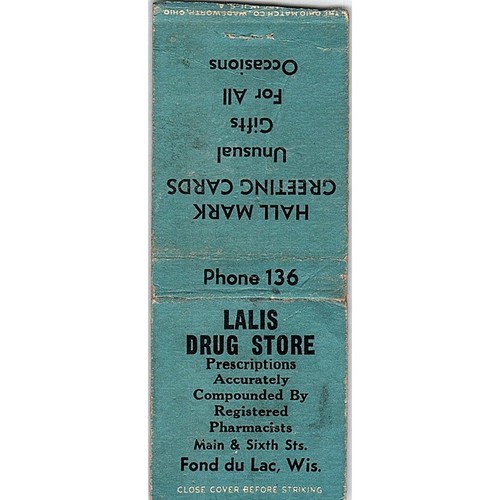 LALIS
DRUG STORE
Prescriptions
Accurately
Compounded By
Registered
Pharmacists
Main & Sixth Sts.
Fond du Lac, Wis.
CLOSE COVER BEFORE STRIKING
Phone 136
HALL MARK
GREETING CARDS
Unusual
Gifts
For All
Occasions
THE OHIO MATCH CO., WADSWORTH, OHIO